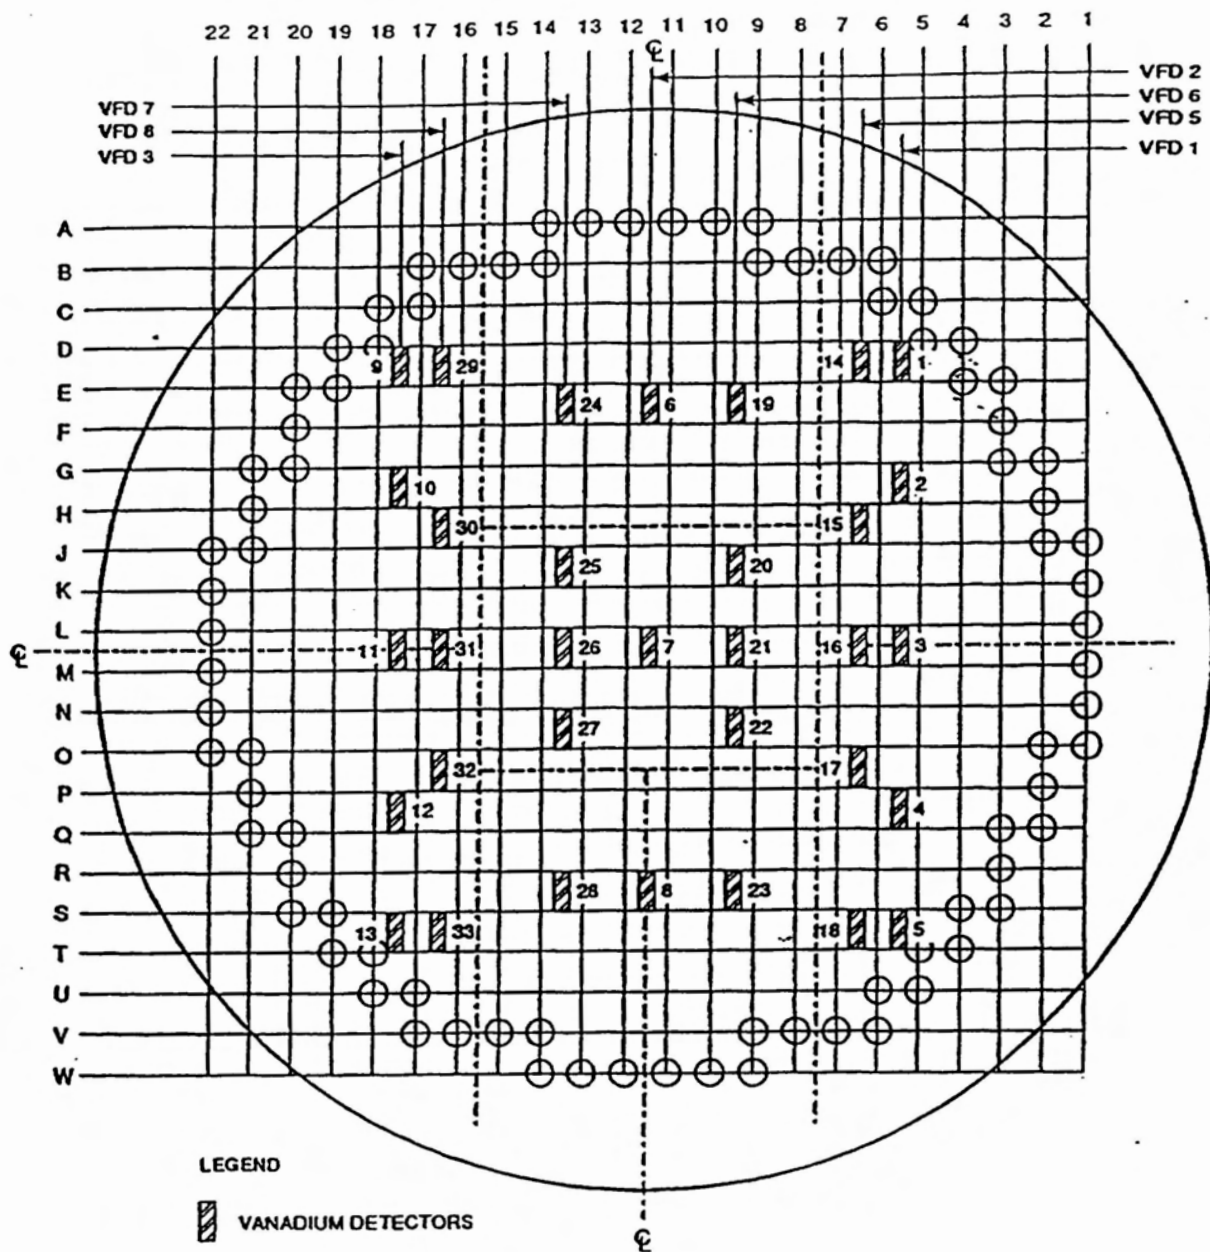 22 21 20 19 18 17 16 15 14 13 12 11 10 9 8 7 6 5 4 3 2 1
℄
VFD 2
VFD 7 VFD 6
VFD 8 VFD 5
VFD 3 VFD 1
A
B
C
D
9 29 14 1
E
24 6 19
F
G
10 2
H
30 15
J
25 20
K
L
℄ 11 31 26 7 21 16 3
M
N
27 22
O
32 17
P
12 4
Q
R
28 8 23
S
13 33 18 5
T
U
V
W
LEGEND
VANADIUM DETECTORS
℄